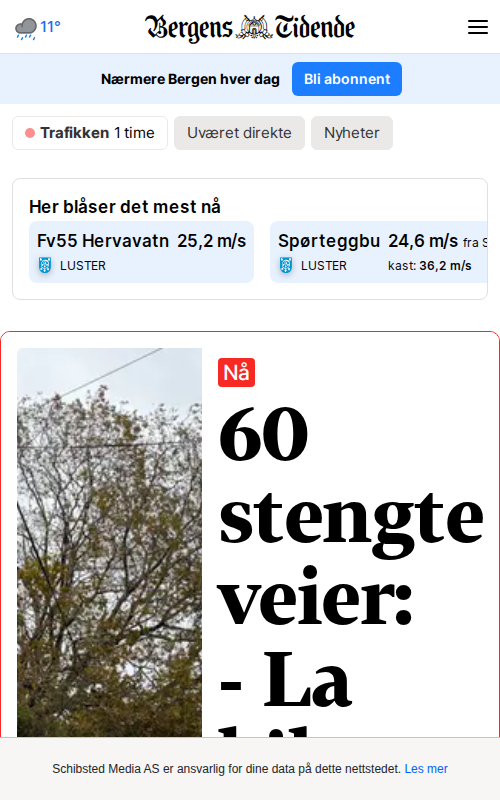 11°
Bergens Tidende
Nærmere Bergen hver dag
Bli abonnent
Trafikken 1 time
Uværet direkte
Nyheter
Her blåser det mest nå
Fv55 Hervavatn 25,2 m/s
LUSTER
Spørteggbu 24,6 m/s fra
LUSTER
kast: 36,2 m/s
Nå
60
stengte
veier:
- La
Schibsted Media AS er ansvarlig for dine data på dette nettstedet. Les mer